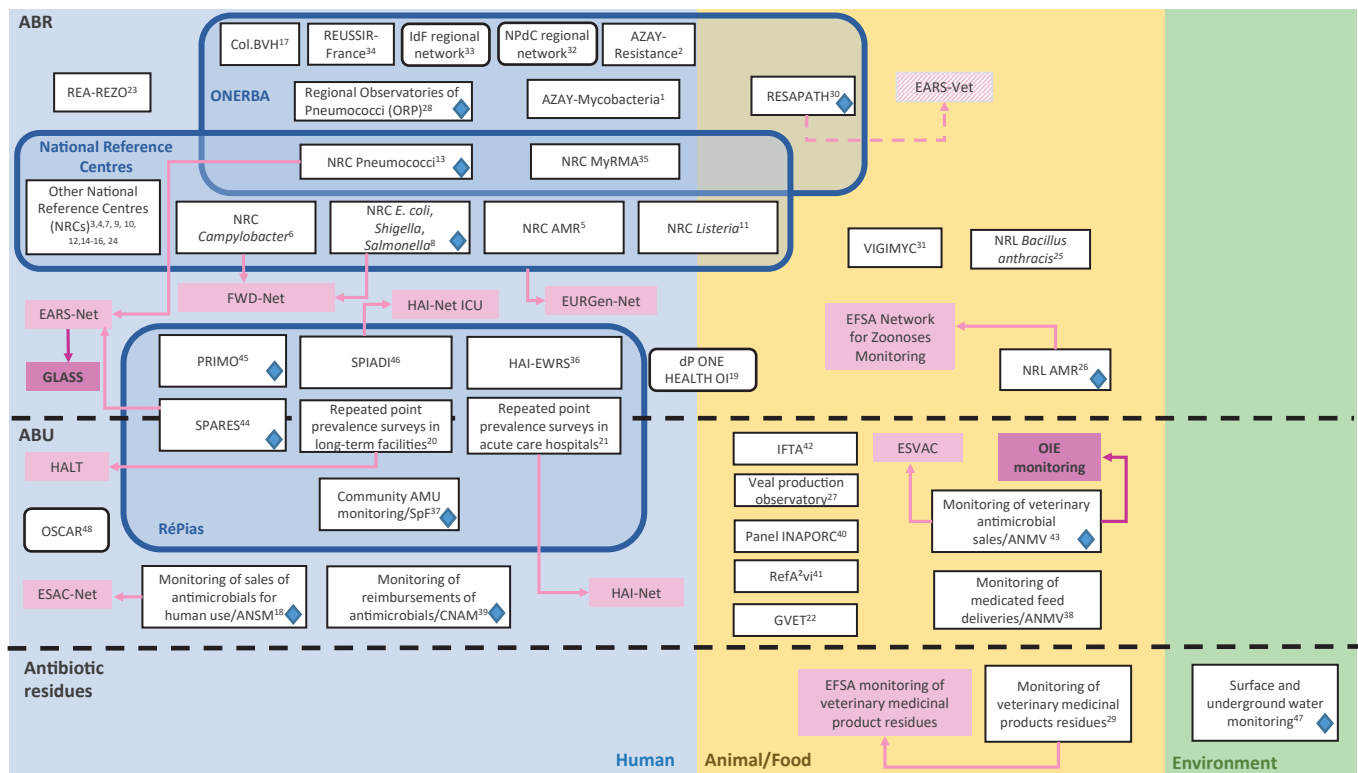 ABR
Col.BVH17
REUSSIR-
France34
IdF regional
network33
NPdC regional
network32
AZAY-
Resistance2
REA-REZO23
ONERBA
Regional Observatories of
Pneumococci (ORP)28
AZAY-Mycobacteria1
RESAPATH30
EARS-Vet
National Reference
Centres
NRC Pneumococci13
NRC MyRMA35
Other National
Reference Centres
(NRCs)3,4,7, 9, 10,
12,14-16, 24
NRC
Campylobacter6
NRC E. coli,
Shigella,
Salmonella8
NRC AMR5
NRC Listeria11
VIGIMYC31
NRL Bacillus
anthracis25
EARS-Net
FWD-Net
HAI-Net ICU
EURGen-Net
EFSA Network
for Zoonoses
Monitoring
GLASS
PRIMO45
SPIADI46
HAI-EWRS36
dP ONE
HEALTH OI19
NRL AMR26
SPARES44
Repeated point
prevalence surveys in
long-term facilities20
Repeated point
prevalence surveys in
acute care hospitals21
ABU
HALT
IFTA42
ESVAC
OIE
monitoring
Veal production
observatory27
OSCAR48
Community AMU
monitoring/SpF37
RéPias
Panel INAPORC40
Monitoring of veterinary
antimicrobial
sales/ANMV 43
ESAC-Net
Monitoring of sales of
antimicrobials for
human use/ANSM18
Monitoring of
reimbursements of
antimicrobials/CNAM39
HAI-Net
RefA2vi41
GVET22
Monitoring of
medicated feed
deliveries/ANMV38
Antibiotic
residues
EFSA monitoring of
veterinary medicinal
product residues
Monitoring of
veterinary medicinal
products residues29
Surface and
underground water
monitoring47
Human
Animal/Food
Environment